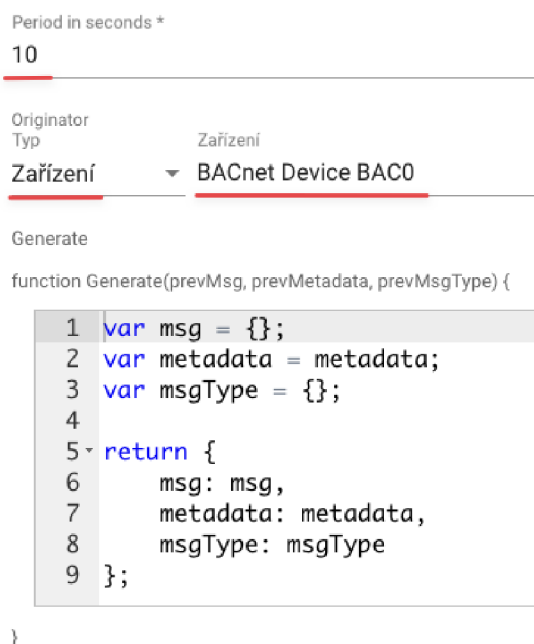 Period in seconds *
10
Originator
Typ Zařízení
Zařízení BACnet Device BAC0
Generate
function Generate(prevMsg, prevMetadata, prevMsgType) {
1 var msg = {};
2 var metadata = metadata;
3 var msgType = {};
4
5 return {
6 msg: msg,
7 metadata: metadata,
8 msgType: msgType
9 };
}